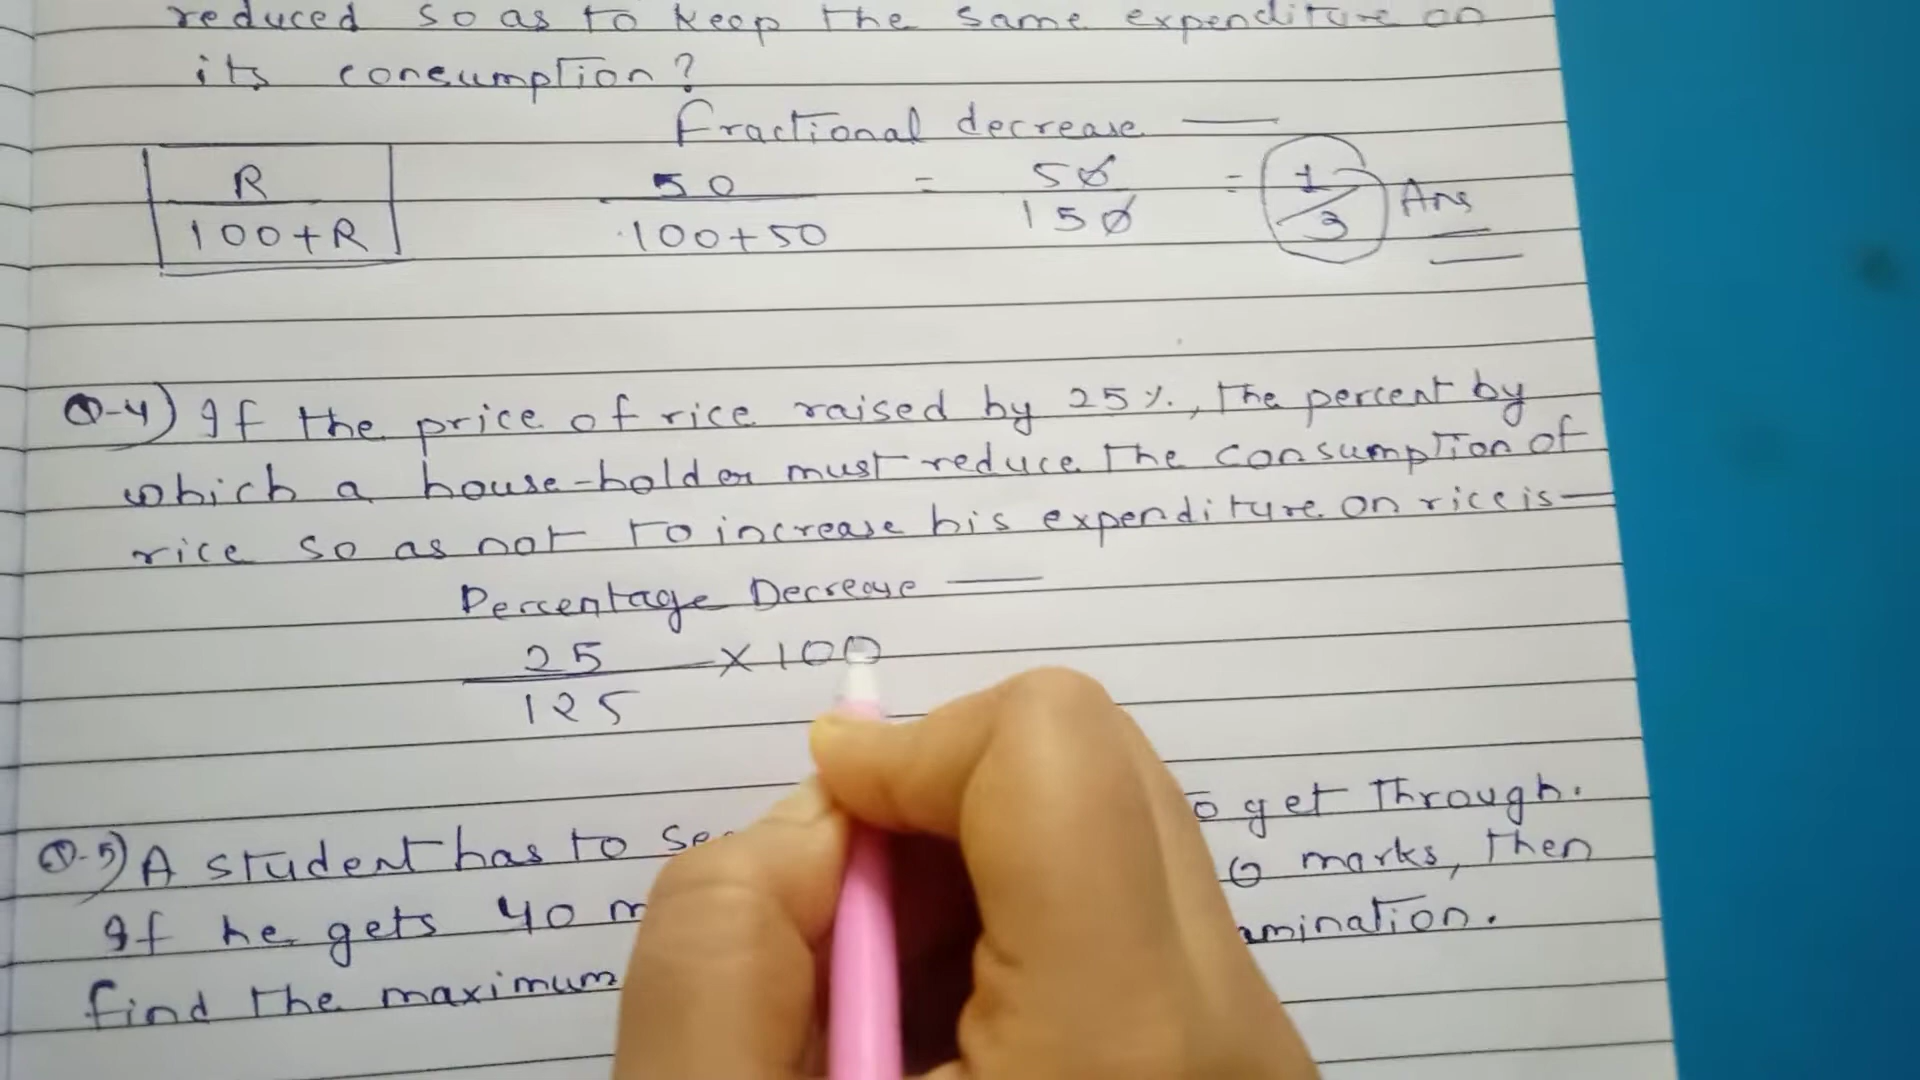 reduced so as to keep the same expenditure on
its consumption?
Fractional decrease —
R/100+R 50/100+50 = 50/150 = 1/3 Ans
Q-4) If the price of rice raised by 25%, the percent by
which a house-holder must reduce the consumption of
rice so as not to increase his expenditure on rice is —
Percentage Decrease —
25/125 × 100
Q-5) A student has to get through.
If he gets 40 marks, then
find the maximum